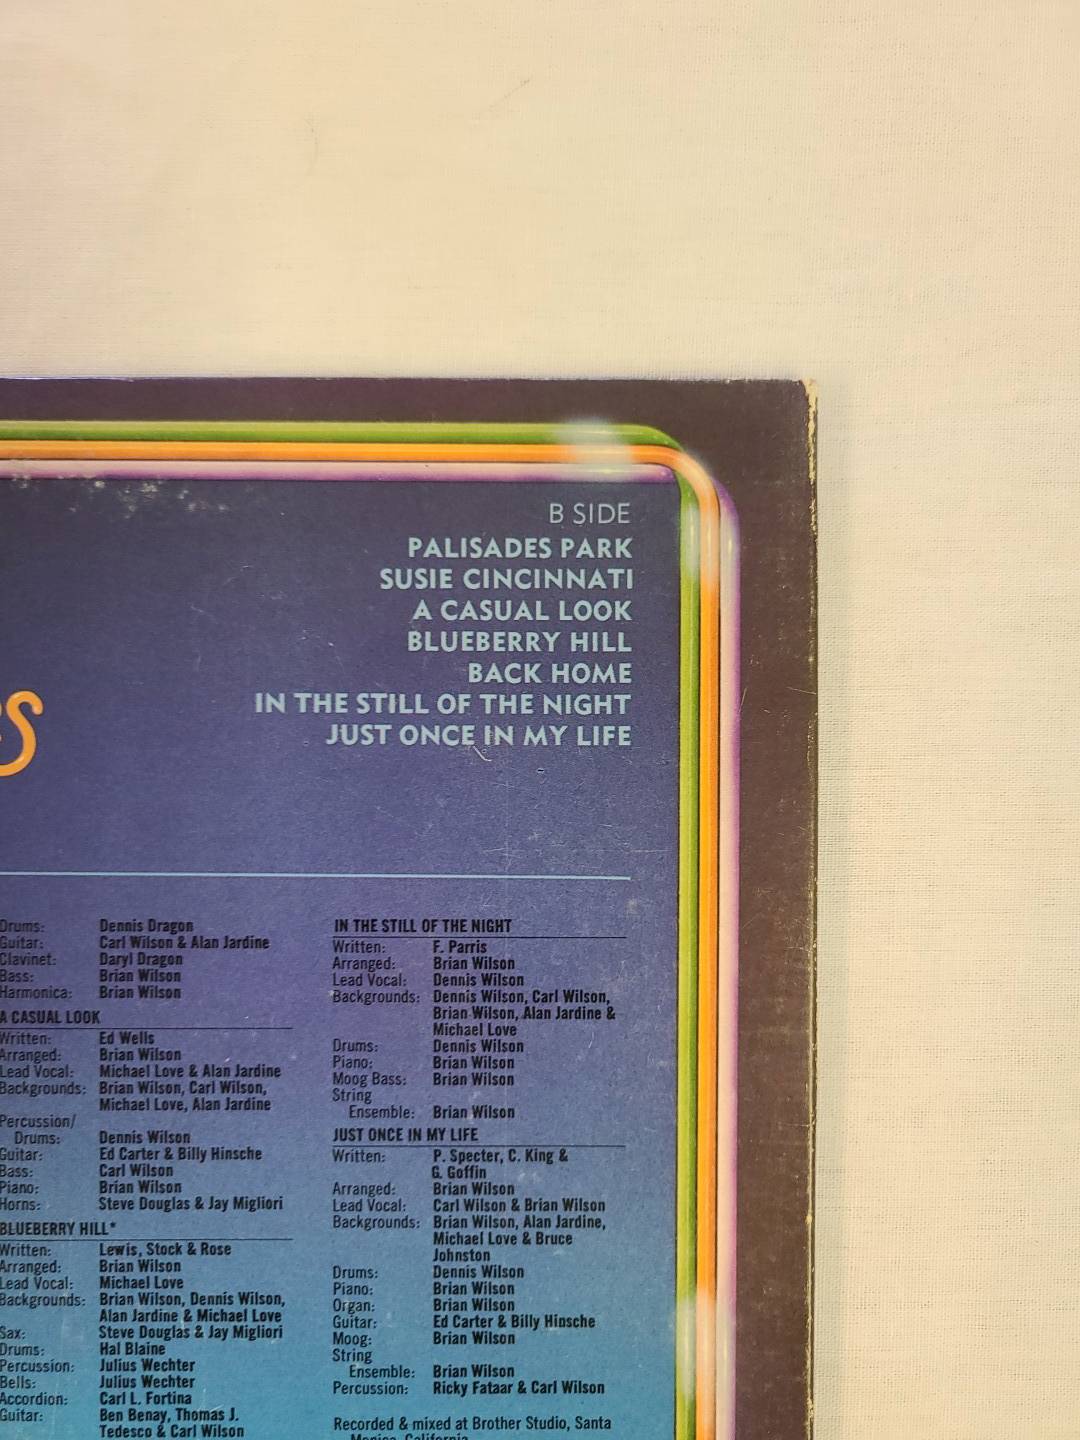 B SIDE
PALISADES PARK
SUSIE CINCINNATI
A CASUAL LOOK
BLUEBERRY HILL
BACK HOME
IN THE STILL OF THE NIGHT
JUST ONCE IN MY LIFE
Drums: Dennis Dragon
Guitar: Carl Wilson & Alan Jardine
Clavinet: Daryl Dragon
Bass: Brian Wilson
Harmonica: Brian Wilson
A CASUAL LOOK
Written: Ed Wells
Arranged: Brian Wilson
Lead Vocal: Michael Love & Alan Jardine
Backgrounds: Brian Wilson, Carl Wilson,
Michael Love, Alan Jardine
Percussion/
Drums: Dennis Wilson
Guitar: Ed Carter & Billy Hinsche
Bass: Carl Wilson
Piano: Brian Wilson
Horns: Steve Douglas & Jay Migliori
BLUEBERRY HILL*
Written: Lewis, Stock & Rose
Arranged: Brian Wilson
Lead Vocal: Michael Love
Backgrounds: Brian Wilson, Dennis Wilson,
Alan Jardine & Michael Love
Sax: Steve Douglas & Jay Migliori
Drums: Hal Blaine
Percussion: Julius Wechter
Bells: Julius Wechter
Accordion: Carl L. Fortina
Guitar: Ben Benay, Thomas J.
Tedesco & Carl Wilson
IN THE STILL OF THE NIGHT
Written: F. Parris
Arranged: Brian Wilson
Lead Vocal: Dennis Wilson
Backgrounds: Dennis Wilson, Carl Wilson,
Brian Wilson, Alan Jardine &
Michael Love
Drums: Dennis Wilson
Piano: Brian Wilson
Moog Bass: Brian Wilson
String
Ensemble: Brian Wilson
JUST ONCE IN MY LIFE
Written: P. Specter, C. King &
G. Goffin
Arranged: Brian Wilson
Lead Vocal: Carl Wilson & Brian Wilson
Backgrounds: Brian Wilson, Alan Jardine,
Michael Love & Bruce
Johnston
Drums: Dennis Wilson
Piano: Brian Wilson
Organ: Brian Wilson
Guitar: Ed Carter & Billy Hinsche
Moog: Brian Wilson
String
Ensemble: Brian Wilson
Percussion: Ricky Fataar & Carl Wilson
Recorded & mixed at Brother Studio, Santa
Monica, California